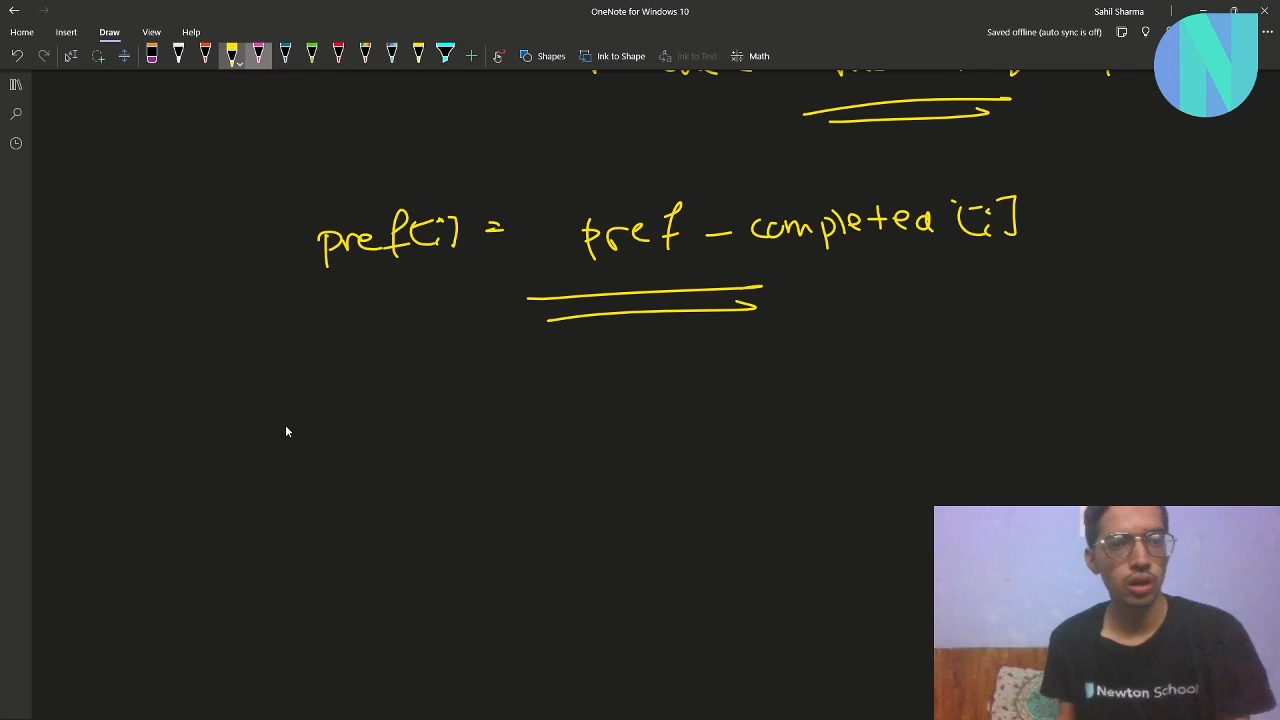 OneNote for Windows 10
Sahil Sharma
Home Insert Draw View Help
Saved offline (auto sync is off)
Shapes Ink to Shape Ink to Text Math
pref[i] = pref - completed [i]
Newton School